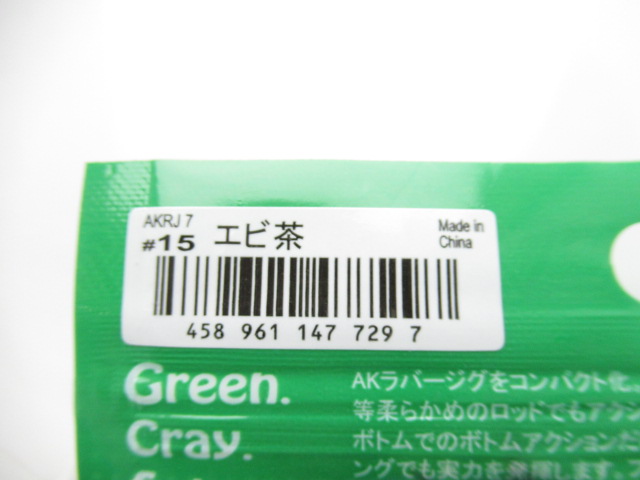 AKRJ 7
#15 エビ茶
Made in
China
458 961 147 729 7
Green.
Cray.
AKラバージグをコンパクト化。
等柔らかめのロッドでもアク
ボトムでのボトムアクションだ
ングでも実力を発揮します。